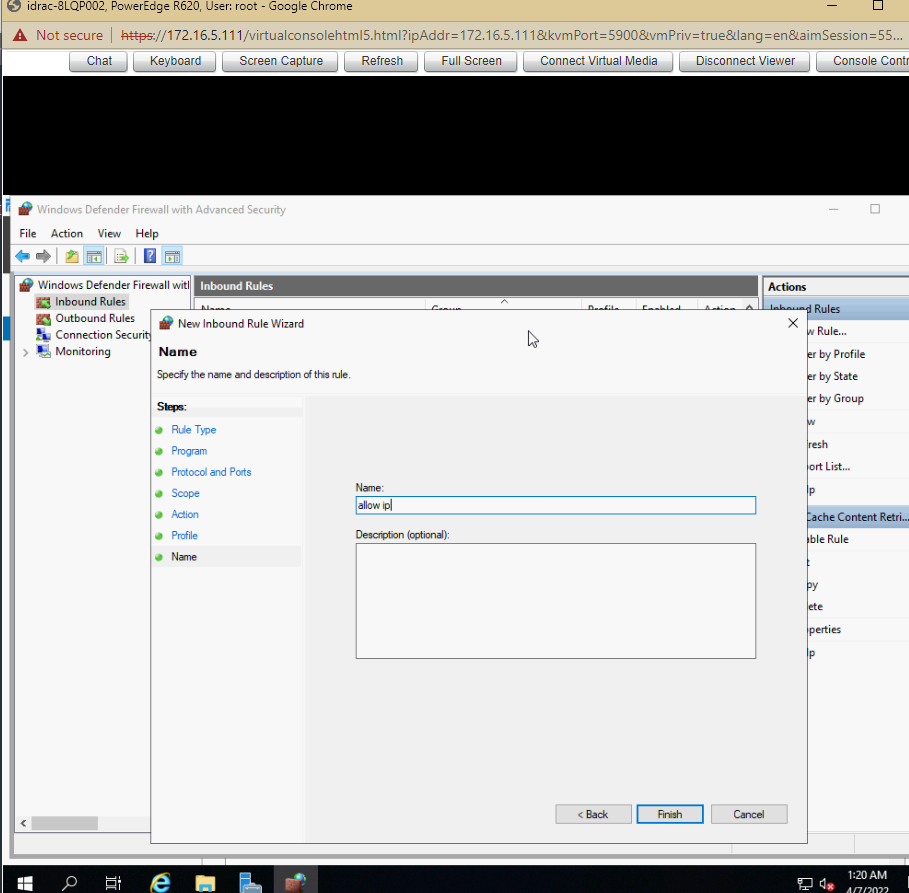 idrac-8LQP002, PowerEdge R620, User: root - Google Chrome
Not secure | https://172.16.5.111/virtualconsolehtml5.html?ipAddr=172.16.5.111&kvmPort=5900&vmPriv=true&lang=en&aimSession=55...
Chat Keyboard Screen Capture Refresh Full Screen Connect Virtual Media Disconnect Viewer Console Contr
Windows Defender Firewall with Advanced Security
File Action View Help
Windows Defender Firewall with
Inbound Rules
Outbound Rules
Connection Security
Monitoring
Inbound Rules
Name Group Profile Enabled Action
Actions
Inbound Rules
w Rule...
er by Profile
er by State
er by Group
w
resh
ort List...
lp
Cache Content Retri...
ble Rule
t
py
ete
perties
lp
New Inbound Rule Wizard
Name
Specify the name and description of this rule.
Steps:
Rule Type
Program
Protocol and Ports
Scope
Action
Profile
Name
Name:
allow ip
Description (optional):
< Back Finish Cancel
1:20 AM
4/7/2022